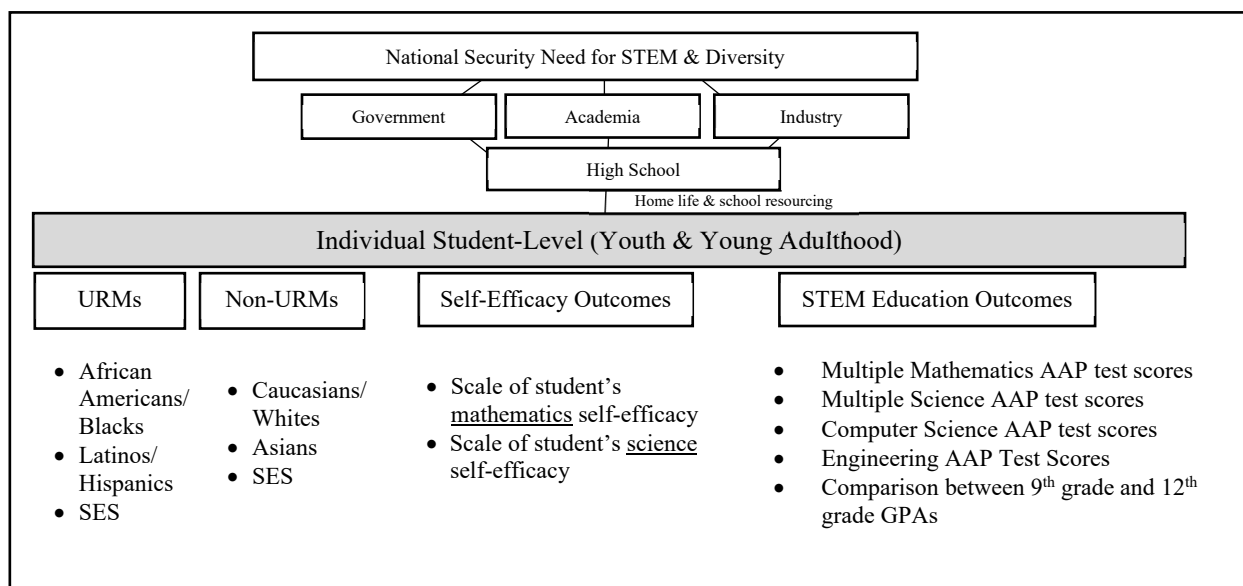 National Security Need for STEM & Diversity
Government
Academia
Industry
High School
Home life & school resourcing
Individual Student-Level (Youth & Young Adulthood)
URMs
Non-URMs
Self-Efficacy Outcomes
STEM Education Outcomes
• African
Americans/
Blacks
• Latinos/
Hispanics
• SES
• Caucasians/
Whites
• Asians
• SES
• Scale of student’s
mathematics self-efficacy
• Scale of student’s science
self-efficacy
• Multiple Mathematics AAP test scores
• Multiple Science AAP test scores
• Computer Science AAP test scores
• Engineering AAP Test Scores
• Comparison between 9th grade and 12th
grade GPAs